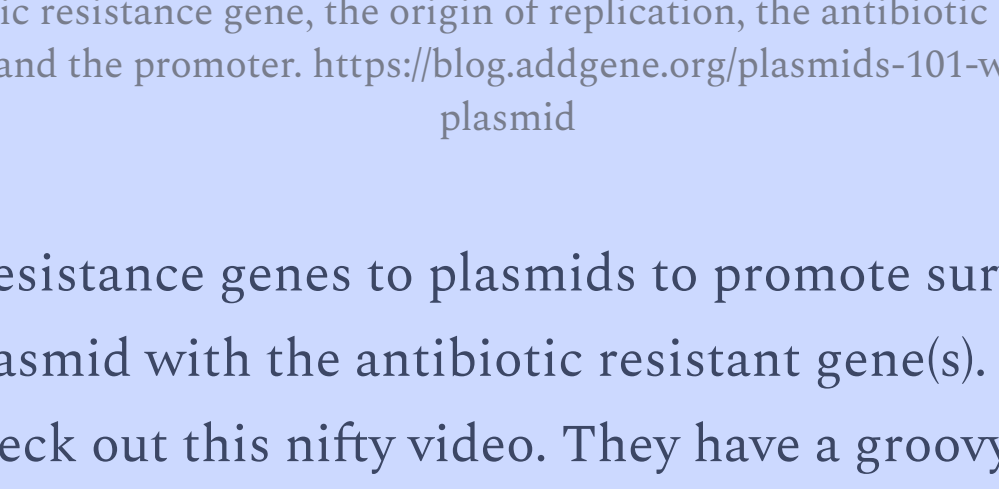 ic resistance gene, the origin of replication, the antibiotic
and the promoter. https://blog.addgene.org/plasmids-101-w
plasmid
esistance genes to plasmids to promote sur
asmid with the antibiotic resistant gene(s).
eck out this nifty video. They have a groovy